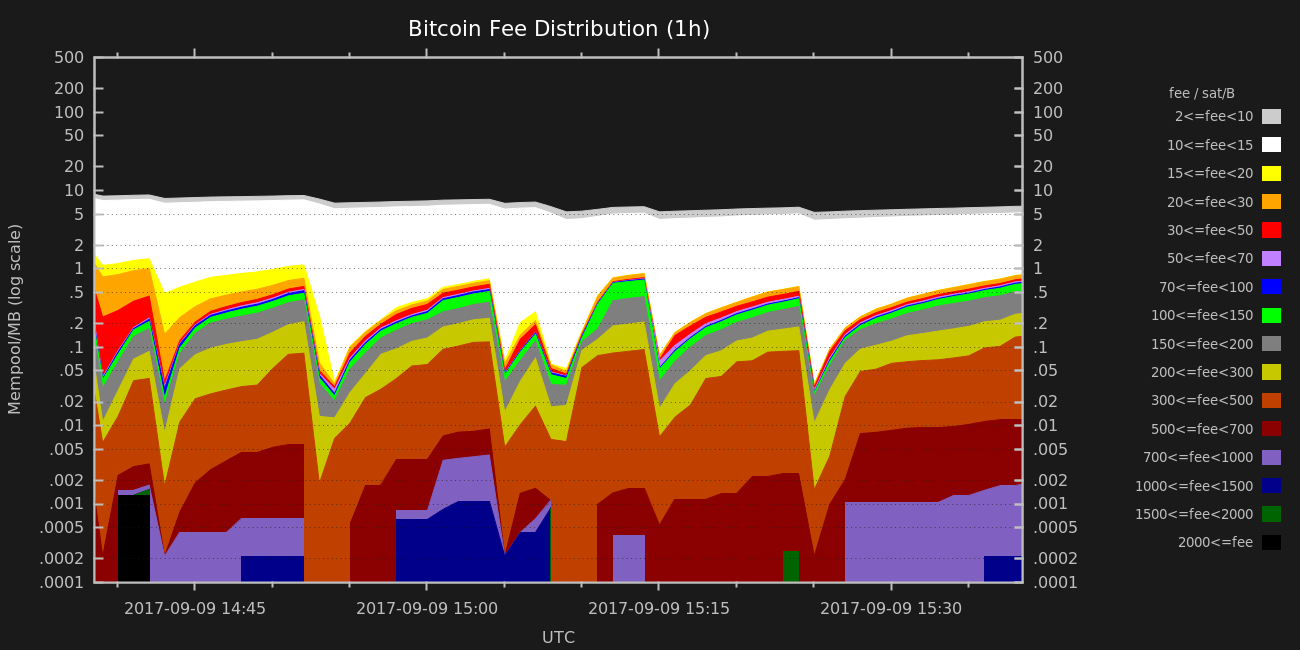 Bitcoin Fee Distribution (1h)
Mempool/MB (log scale)
500
200
100
50
20
10
5
2
1
.5
.2
.1
.05
.02
.01
.005
.002
.001
.0005
.0002
.0001
500
200
100
50
20
10
5
2
1
.5
.2
.1
.05
.02
.01
.005
.002
.001
.0005
.0002
.0001
2017-09-09 14:45
2017-09-09 15:00
2017-09-09 15:15
2017-09-09 15:30
UTC
fee / sat/B
2<=fee<10
10<=fee<15
15<=fee<20
20<=fee<30
30<=fee<50
50<=fee<70
70<=fee<100
100<=fee<150
150<=fee<200
200<=fee<300
300<=fee<500
500<=fee<700
700<=fee<1000
1000<=fee<1500
1500<=fee<2000
2000<=fee